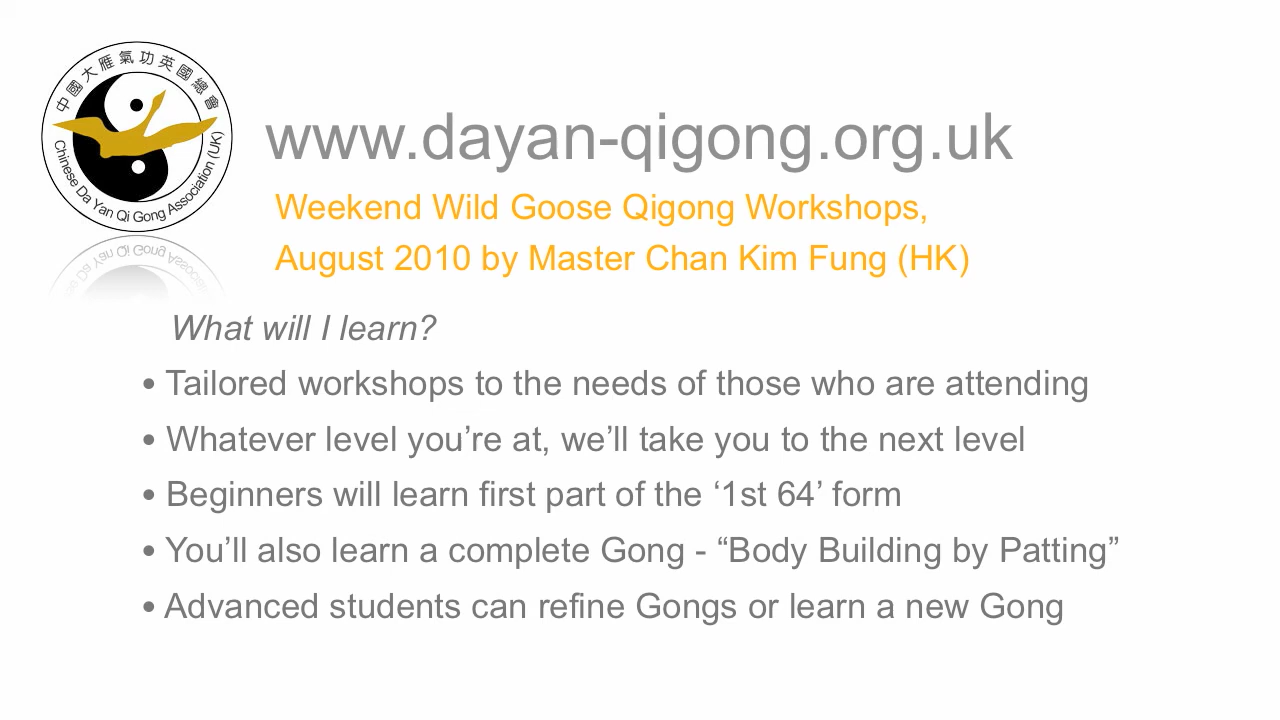 中國大雁氣功英國總會
Chinese Da Yan Qi Gong Association (UK)
www.dayan-qigong.org.uk
Weekend Wild Goose Qigong Workshops,
August 2010 by Master Chan Kim Fung (HK)
What will I learn?
• Tailored workshops to the needs of those who are attending
• Whatever level you’re at, we’ll take you to the next level
• Beginners will learn first part of the ‘1st 64’ form
• You’ll also learn a complete Gong - “Body Building by Patting”
• Advanced students can refine Gongs or learn a new Gong